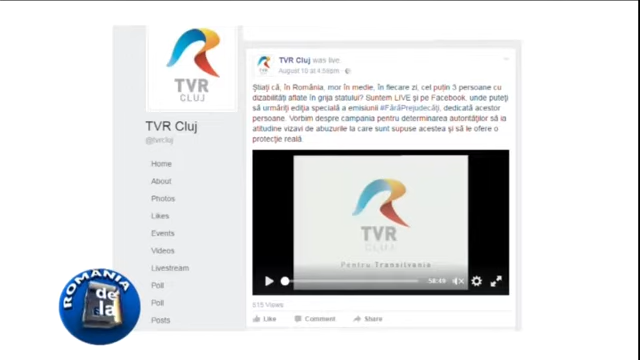 TVR
CLUJ
TVR Cluj
@tvrcluj
Home
About
Photos
Likes
Events
Videos
Livestream
Poll
Poll
Posts
TVR Cluj was live
August 10 at 4:59pm
Știați că, în România, mor în medie, în fiecare zi, cel puțin 3 persoane cu
dizabilități aflate în grija statului? Suntem LIVE și pe Facebook, unde puteți
să urmăriți ediția specială a emisiunii #FărăPrejudecăți, dedicată acestor
persoane. Vorbim despre campania pentru determinarea autorităților să ia
atitudine vizavi de abuzurile la care sunt supuse acestea și să le ofere o
protecție reală.
TVR
CLUJ
Pentru Transilvania
58:49
815 Views
Like Comment Share
ROMANIA
de
la